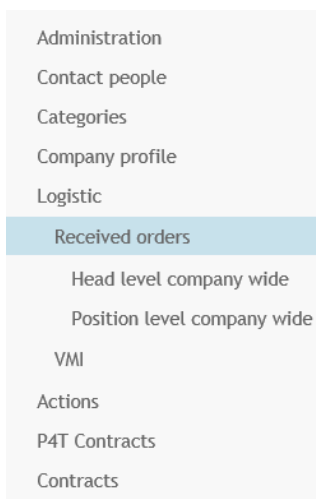 Administration
Contact people
Categories
Company profile
Logistic
Received orders
Head level company wide
Position level company wide
VMI
Actions
P4T Contracts
Contracts